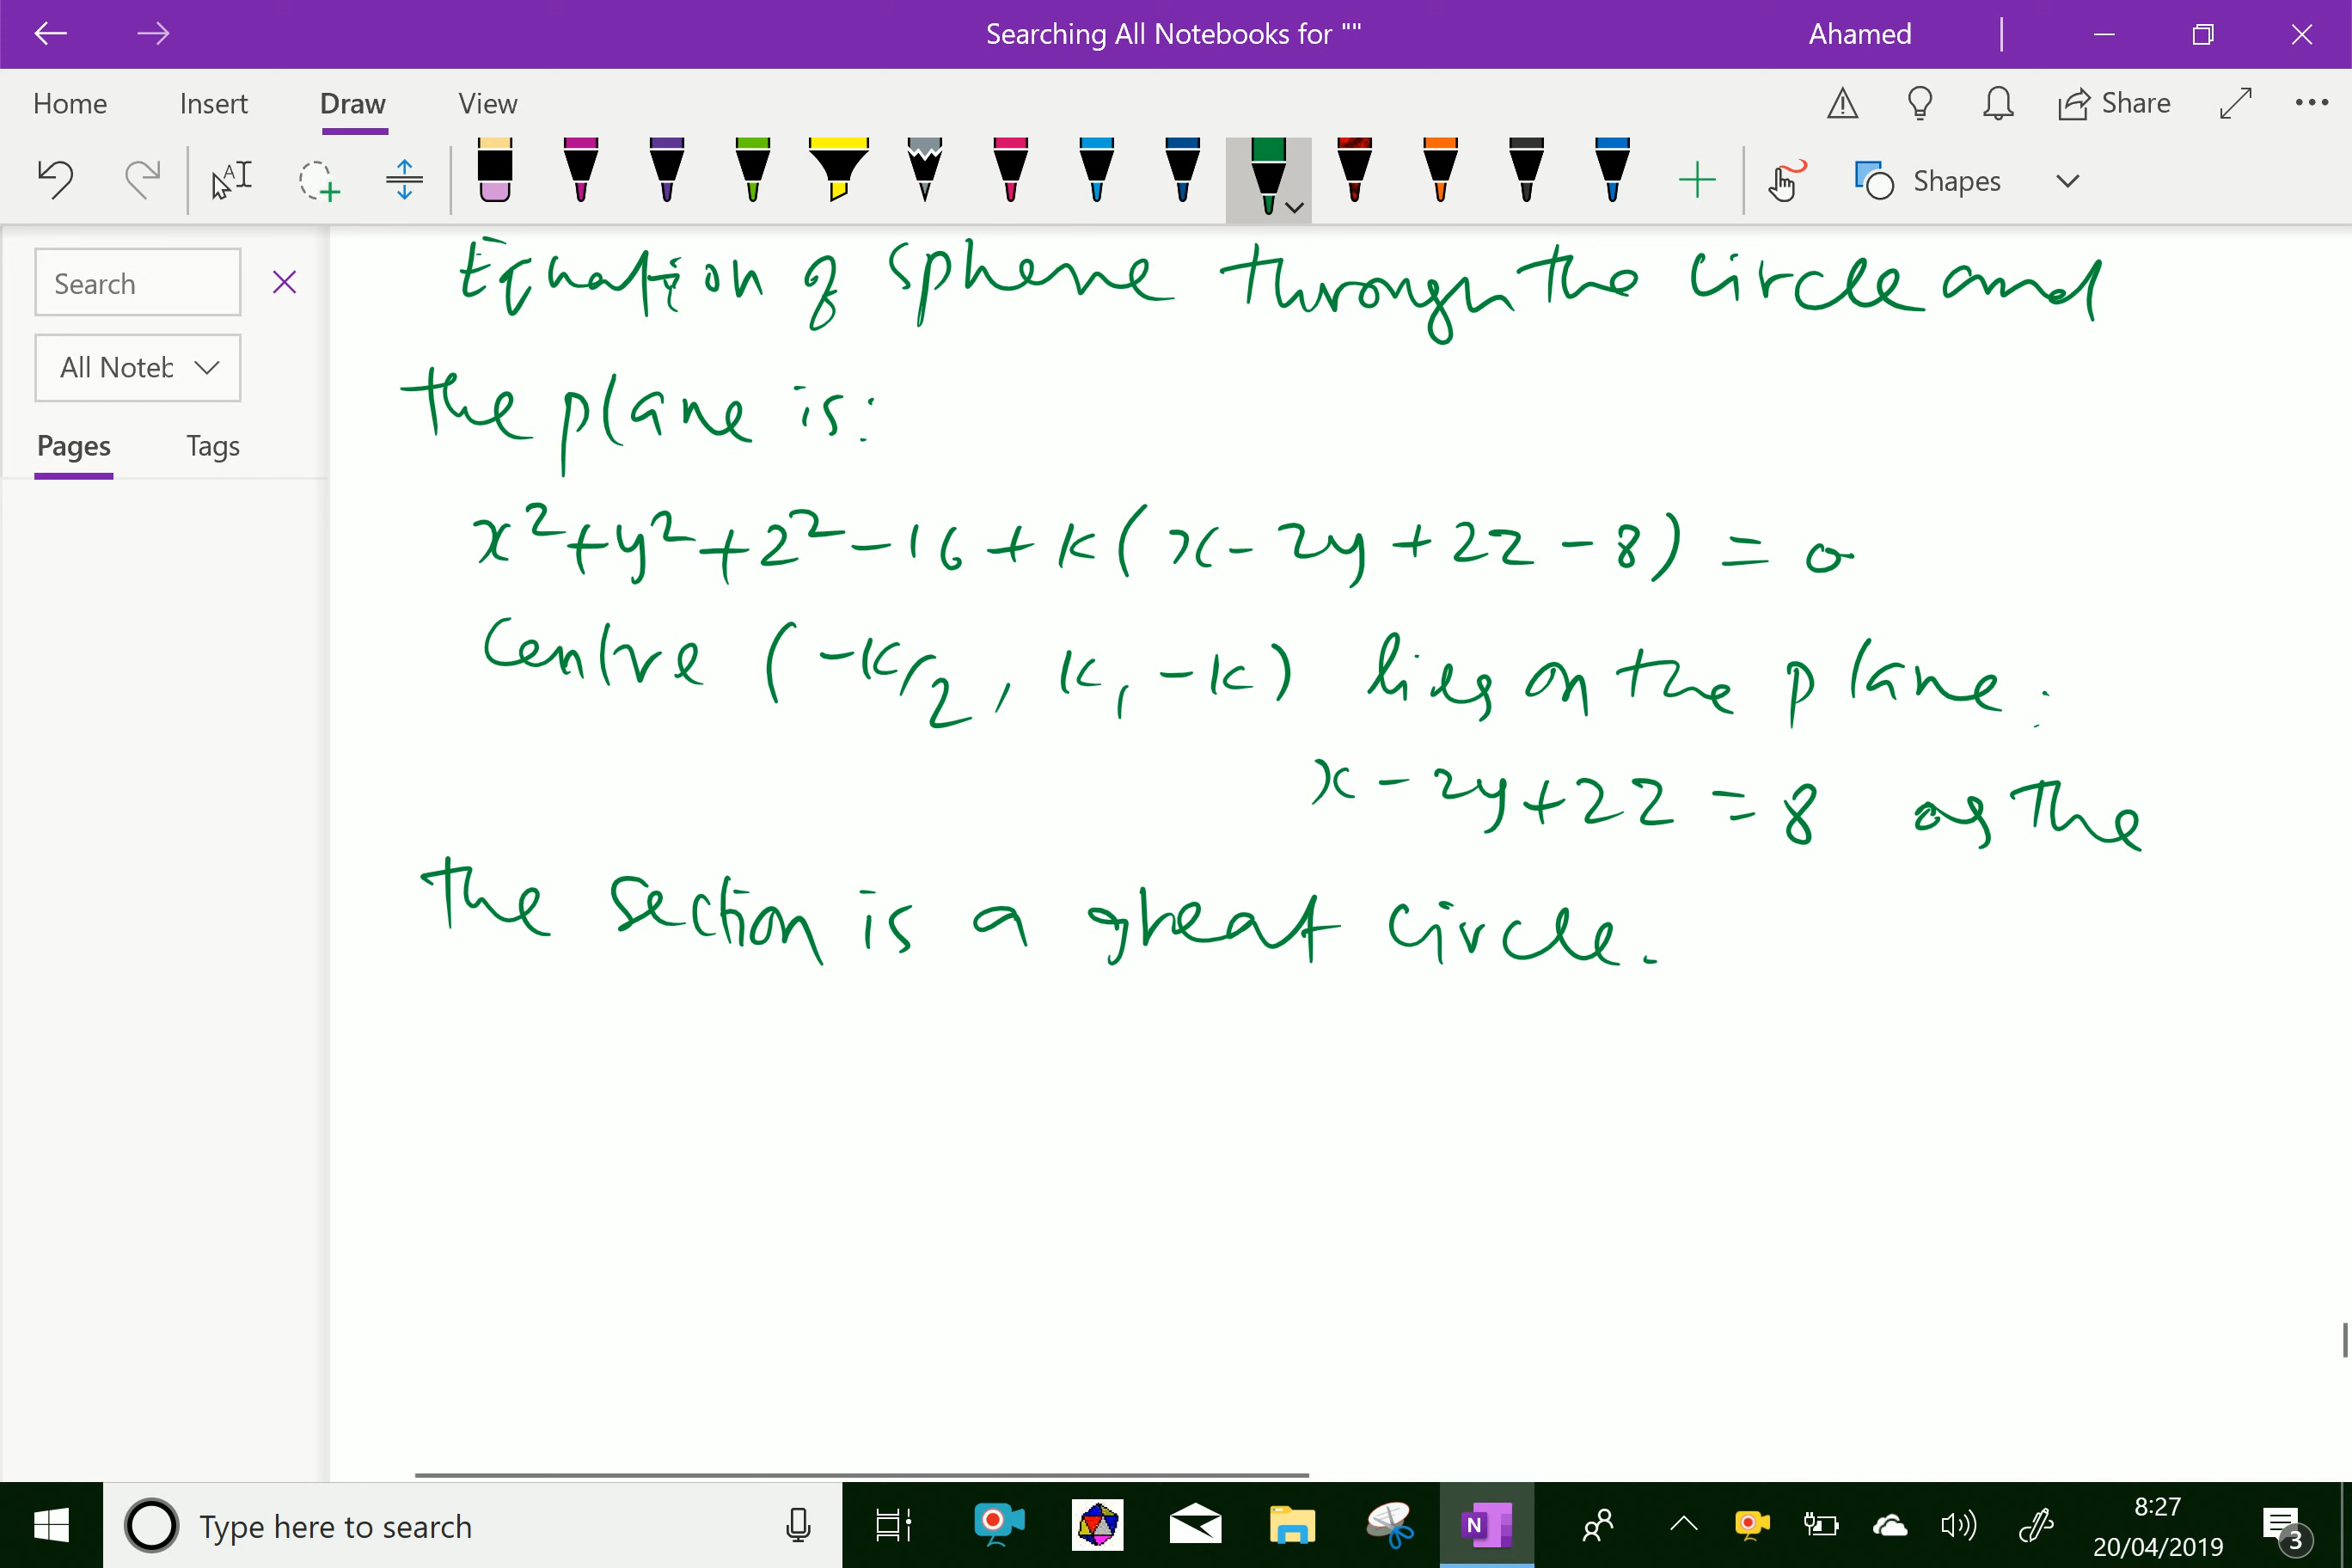 Searching All Notebooks for ""
Ahamed
Home Insert Draw View
Share
Shapes
Search
All Noteb
Pages Tags
Equation of sphere through the circle and
the plane is:
x²+y²+z²-16+k(x-2y+2z-8)=0
Centre (-k/2, k, -k) lies on the plane:
x-2y+2z=8 as the
the section is a great circle.
Type here to search
N
8:27
20/04/2019
3